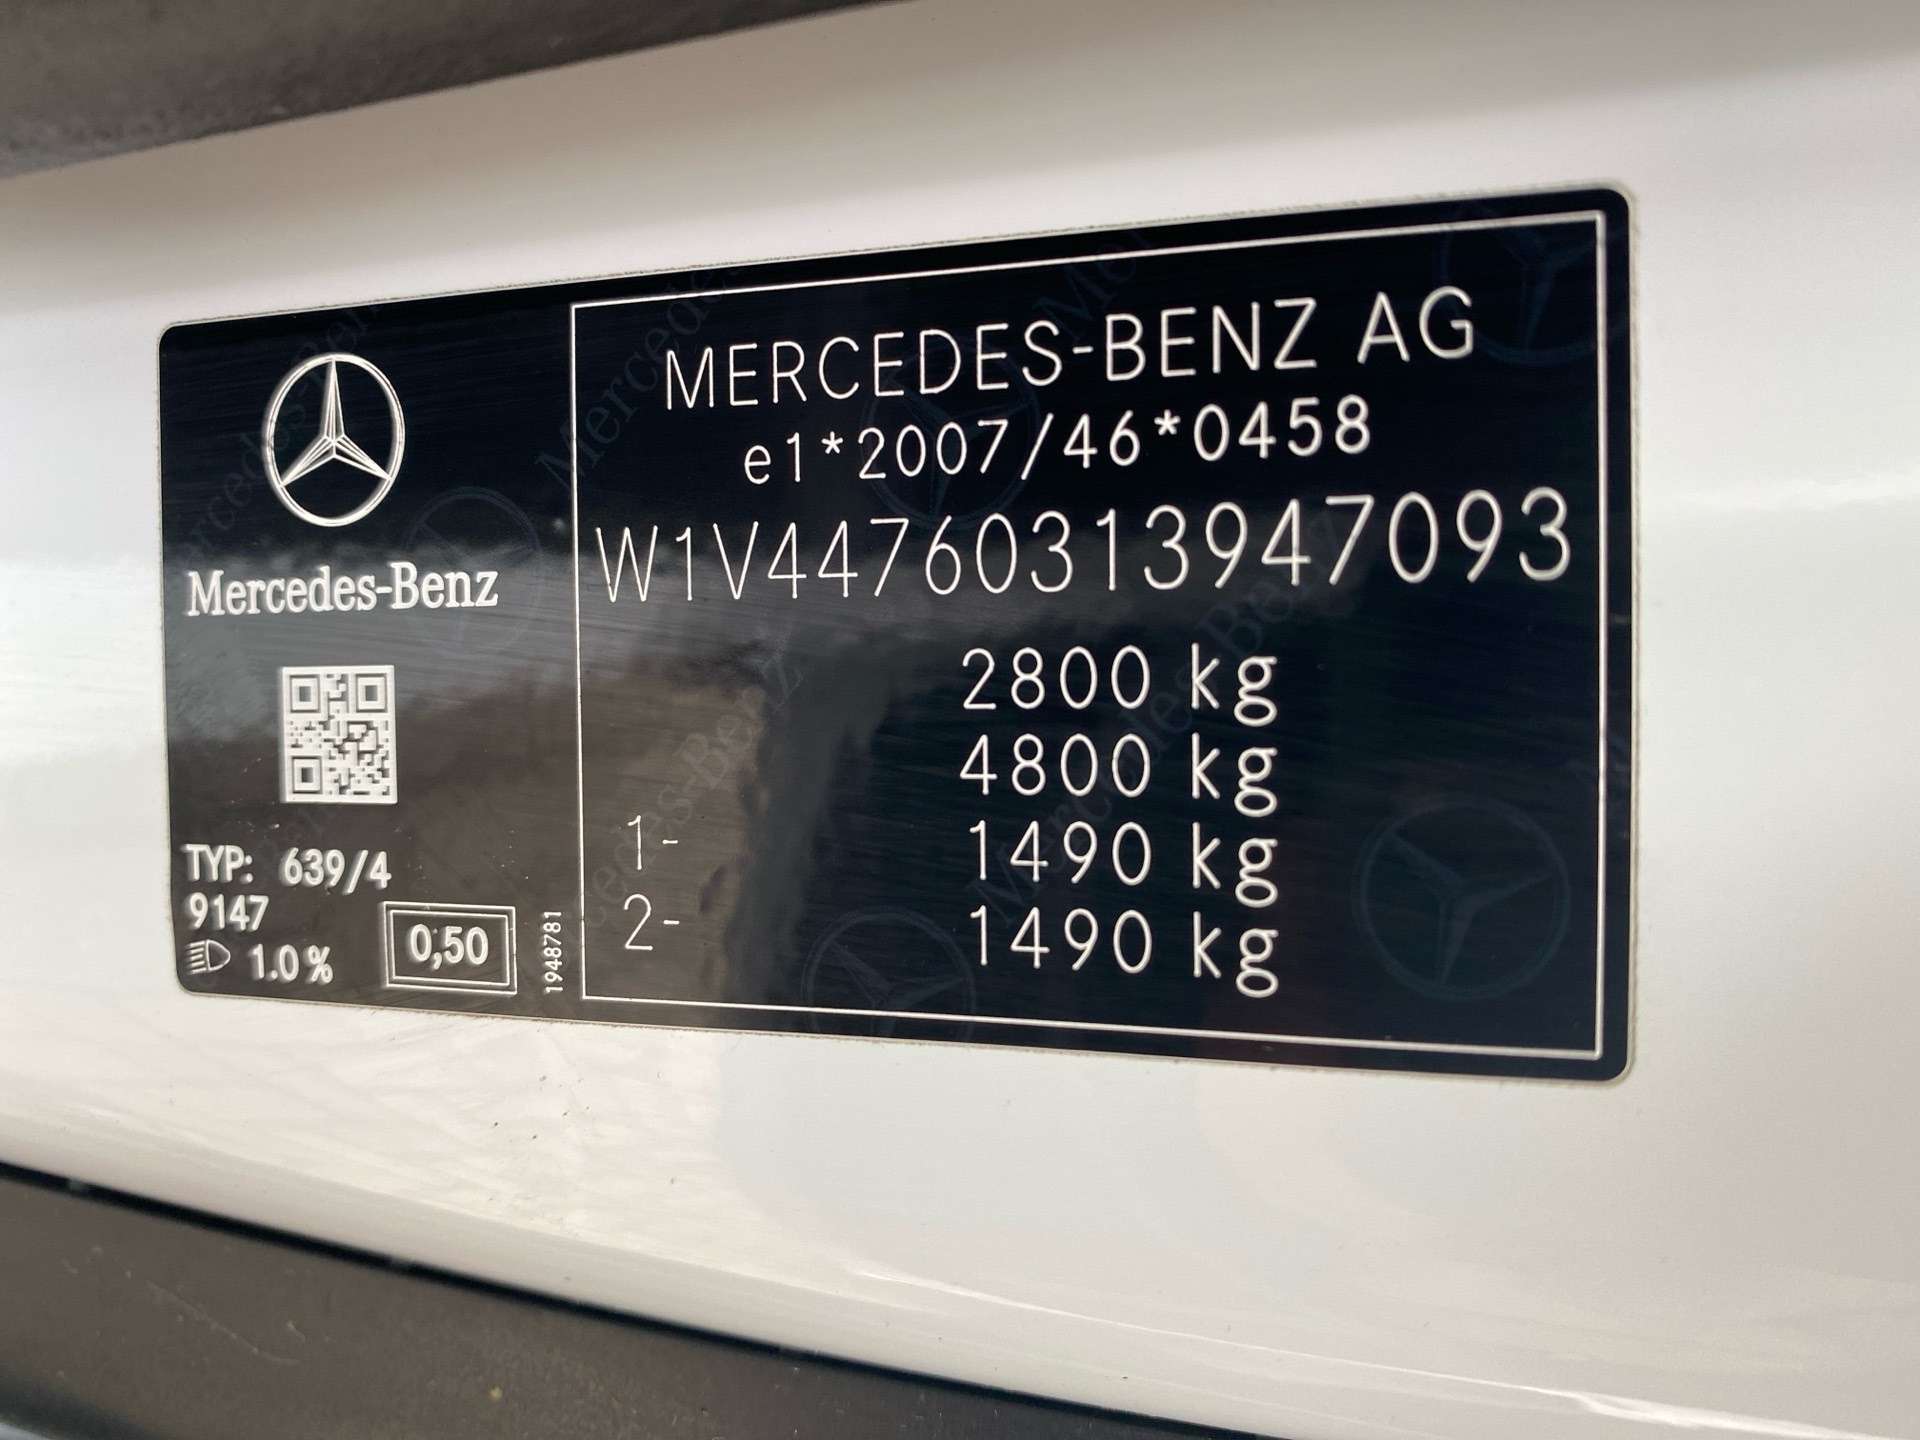 MERCEDES-BENZ AG
e1*2007/46*0458
W1V44760313947093
2800 kg
4800 kg
1- 1490 kg
2- 1490 kg
Mercedes-Benz
TYP: 639/4
9147
1.0 %
0,50
1948781